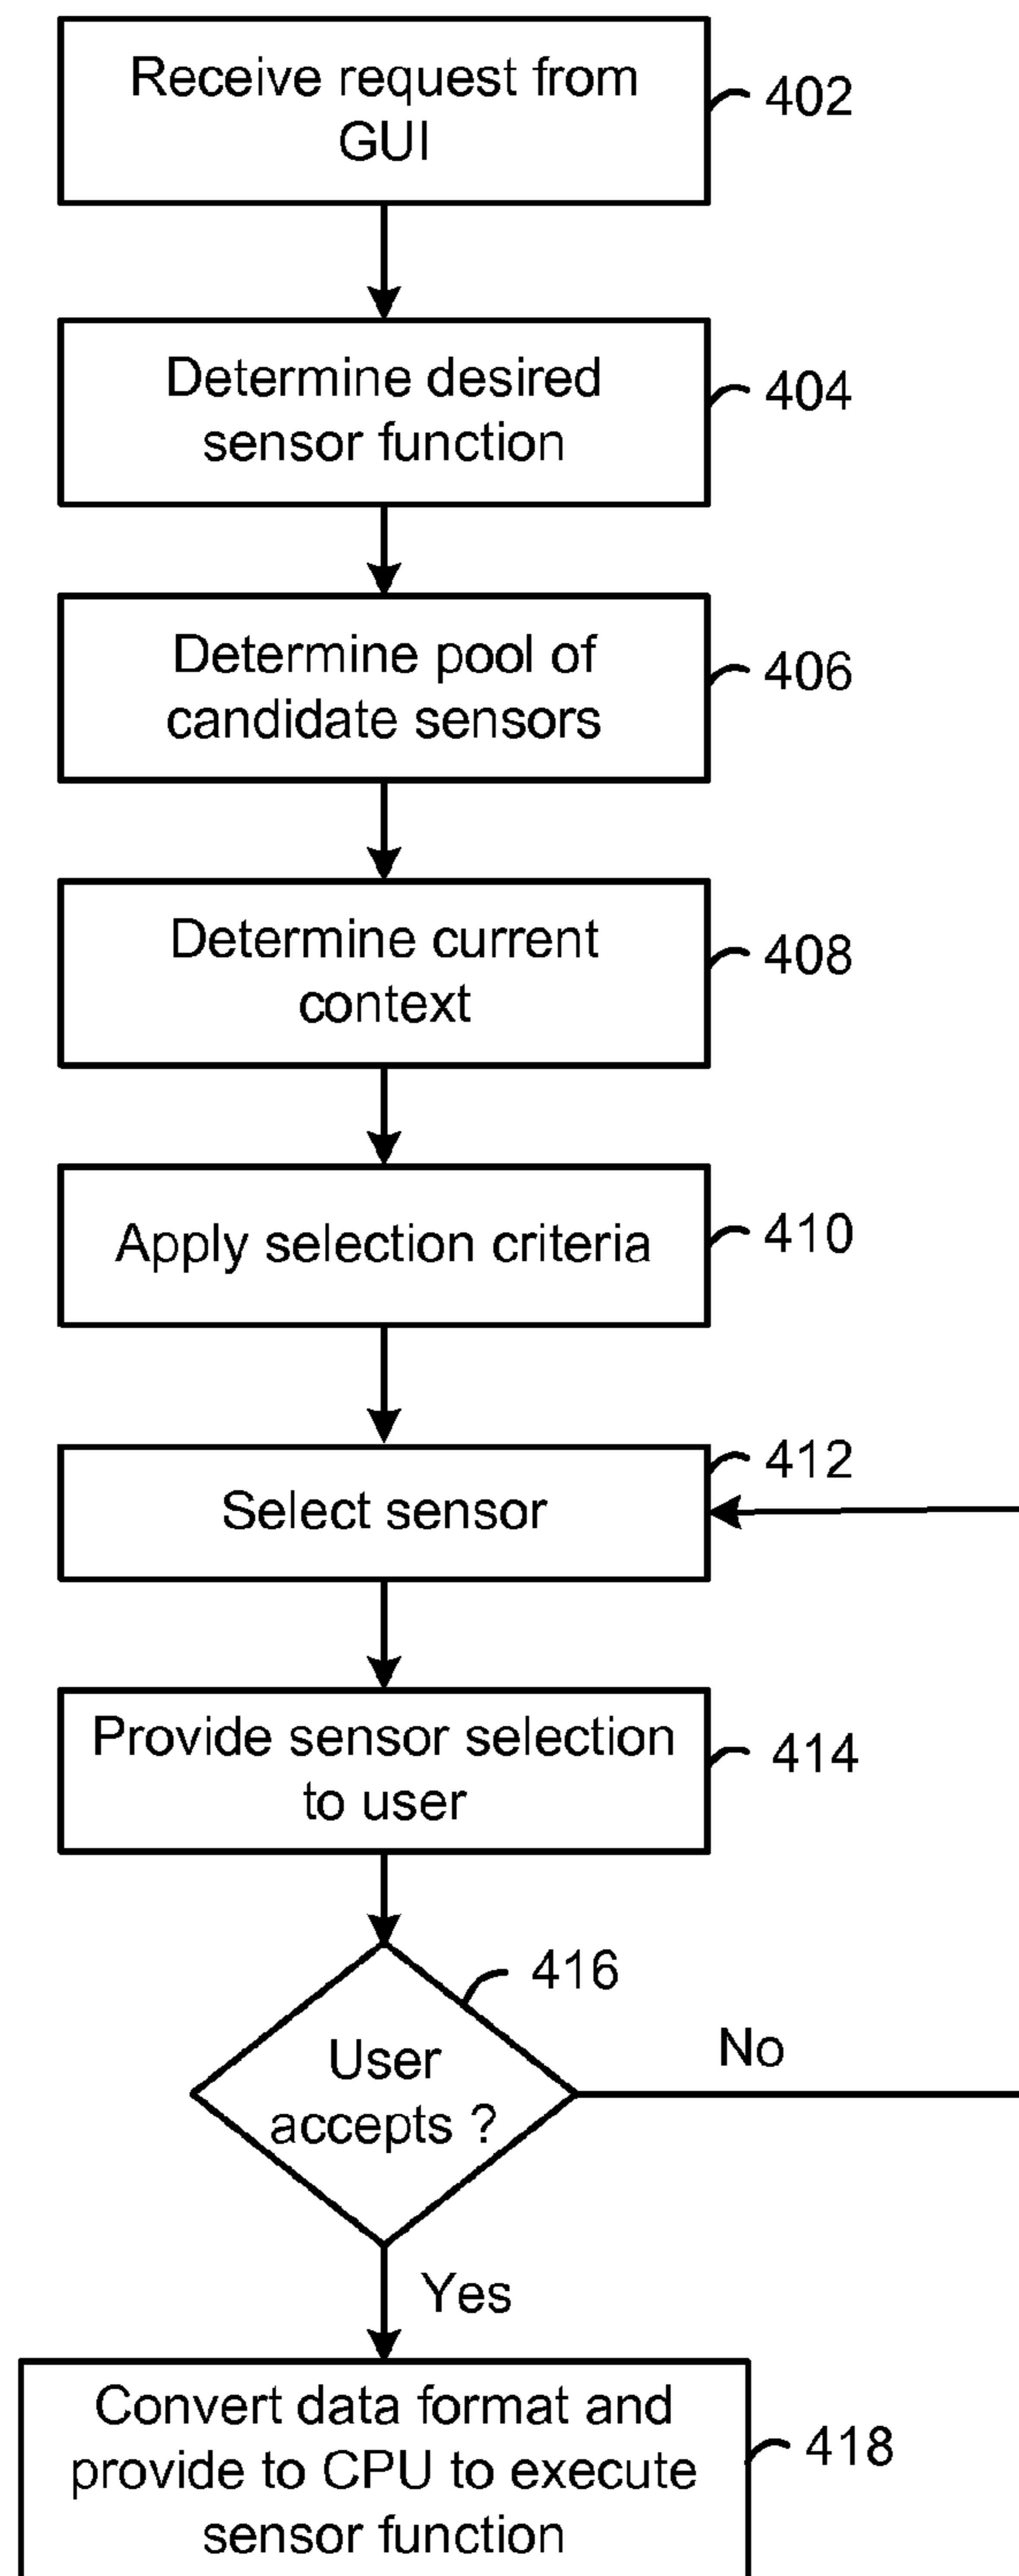 Receive request from
GUI
402
Determine desired
sensor function
404
Determine pool of
candidate sensors
406
Determine current
context
408
Apply selection criteria
410
Select sensor
412
Provide sensor selection
to user
414
User
accepts ?
416
No
Yes
Convert data format and
provide to CPU to execute
sensor function
418